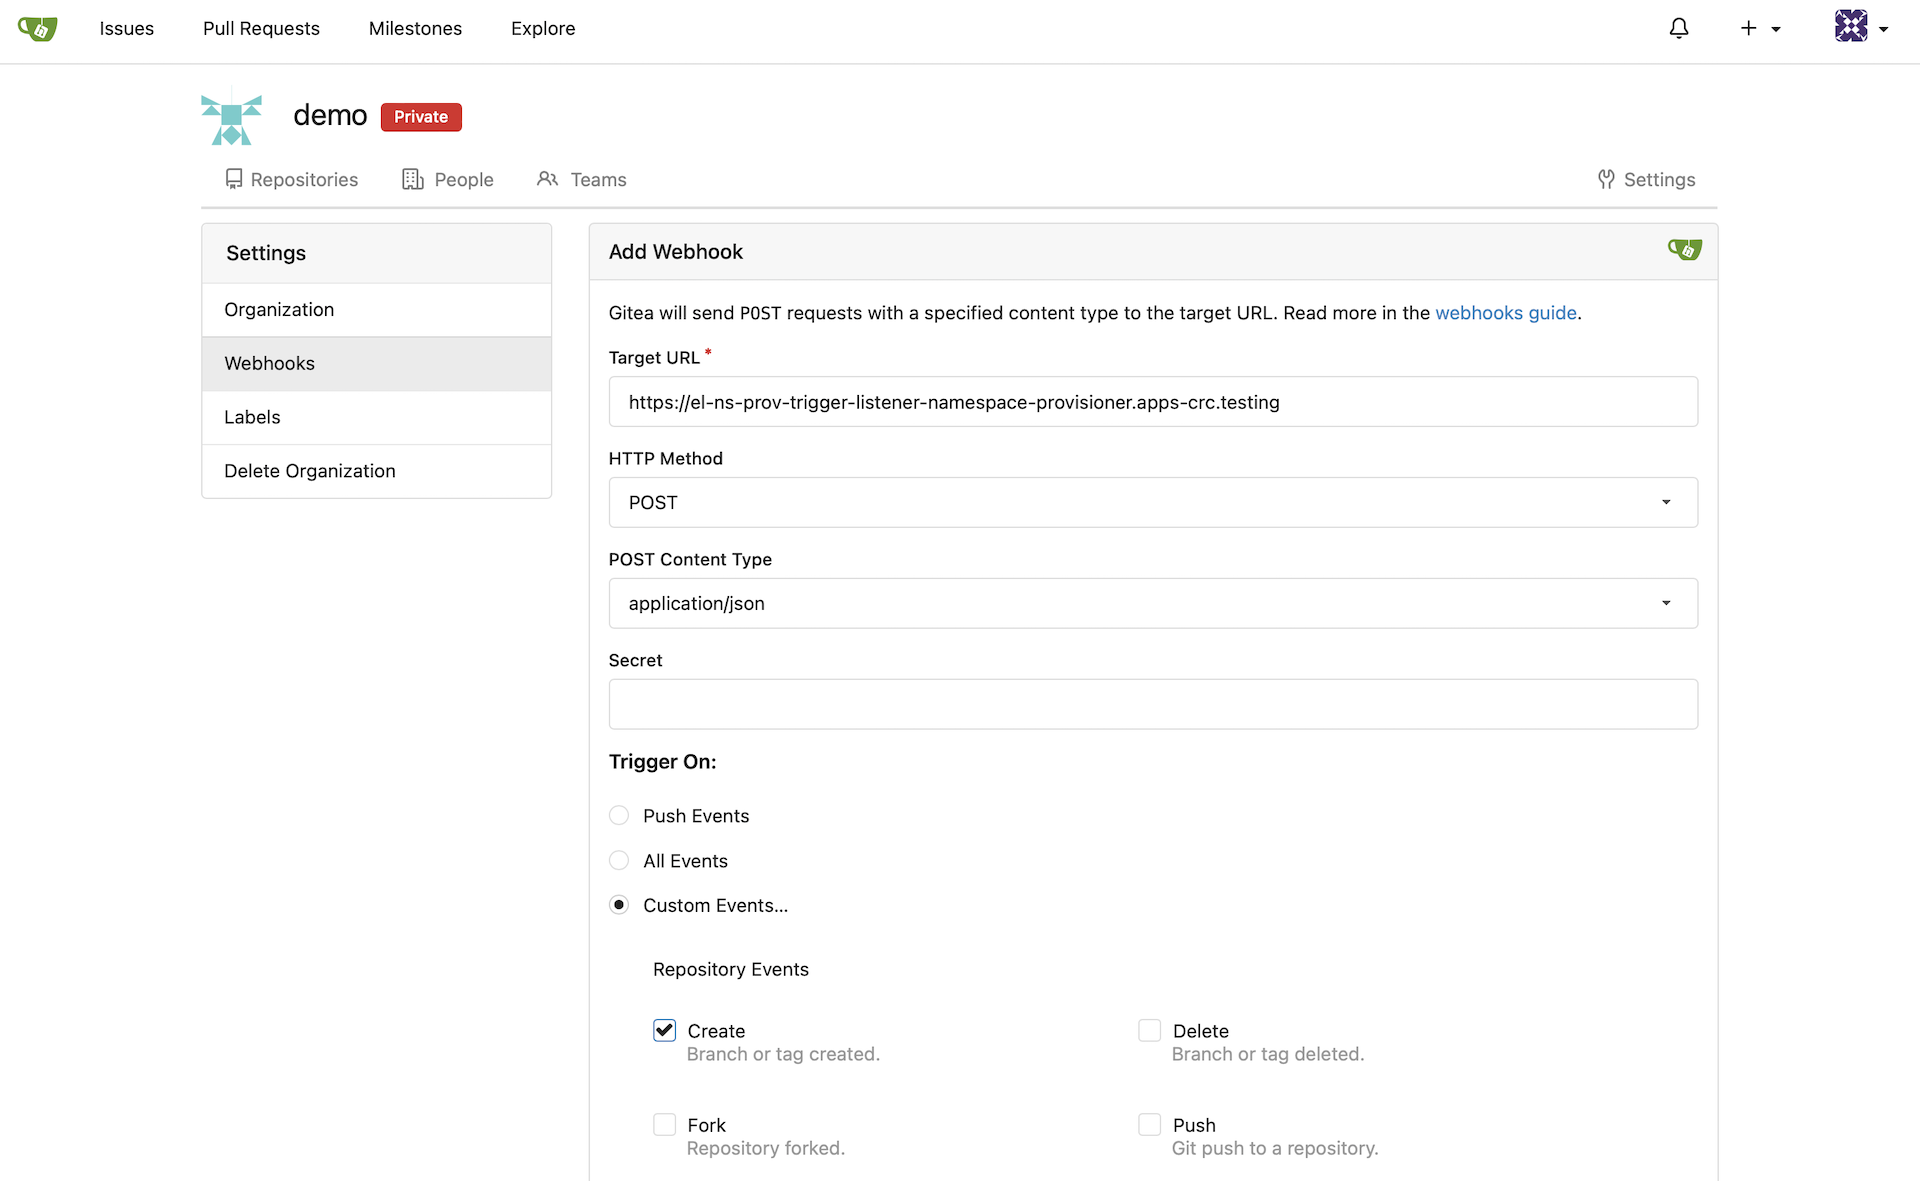 Issues Pull Requests Milestones Explore
demo Private
Repositories People Teams Settings
Settings
Organization
Webhooks
Labels
Delete Organization
Add Webhook
Gitea will send POST requests with a specified content type to the target URL. Read more in the webhooks guide.
Target URL *
https://el-ns-prov-trigger-listener-namespace-provisioner.apps-crc.testing
HTTP Method
POST
POST Content Type
application/json
Secret
Trigger On:
Push Events
All Events
Custom Events...
Repository Events
Create
Branch or tag created.
Delete
Branch or tag deleted.
Fork
Repository forked.
Push
Git push to a repository.